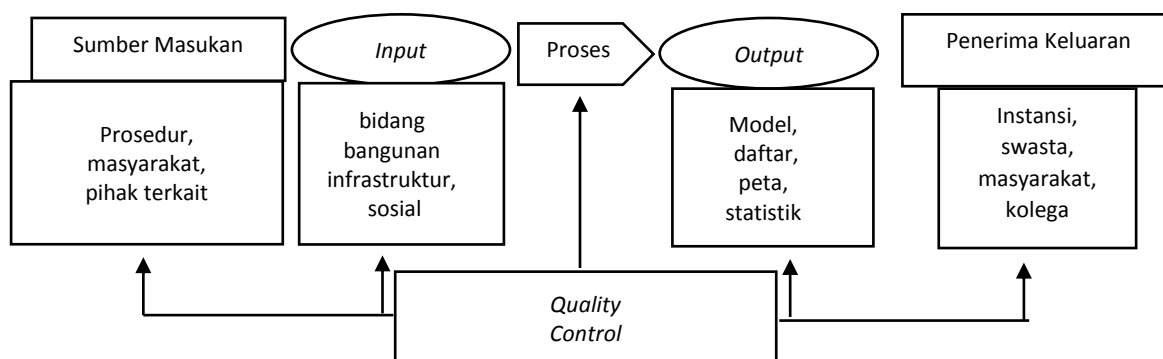 Sumber Masukan
Input
Proses
Output
Penerima Keluaran
Prosedur,
masyarakat,
pihak terkait
bidang
bangunan
infrastruktur,
sosial
Model,
daftar,
peta,
statistik
Instansi,
swasta,
masyarakat,
kolega
Quality
Control